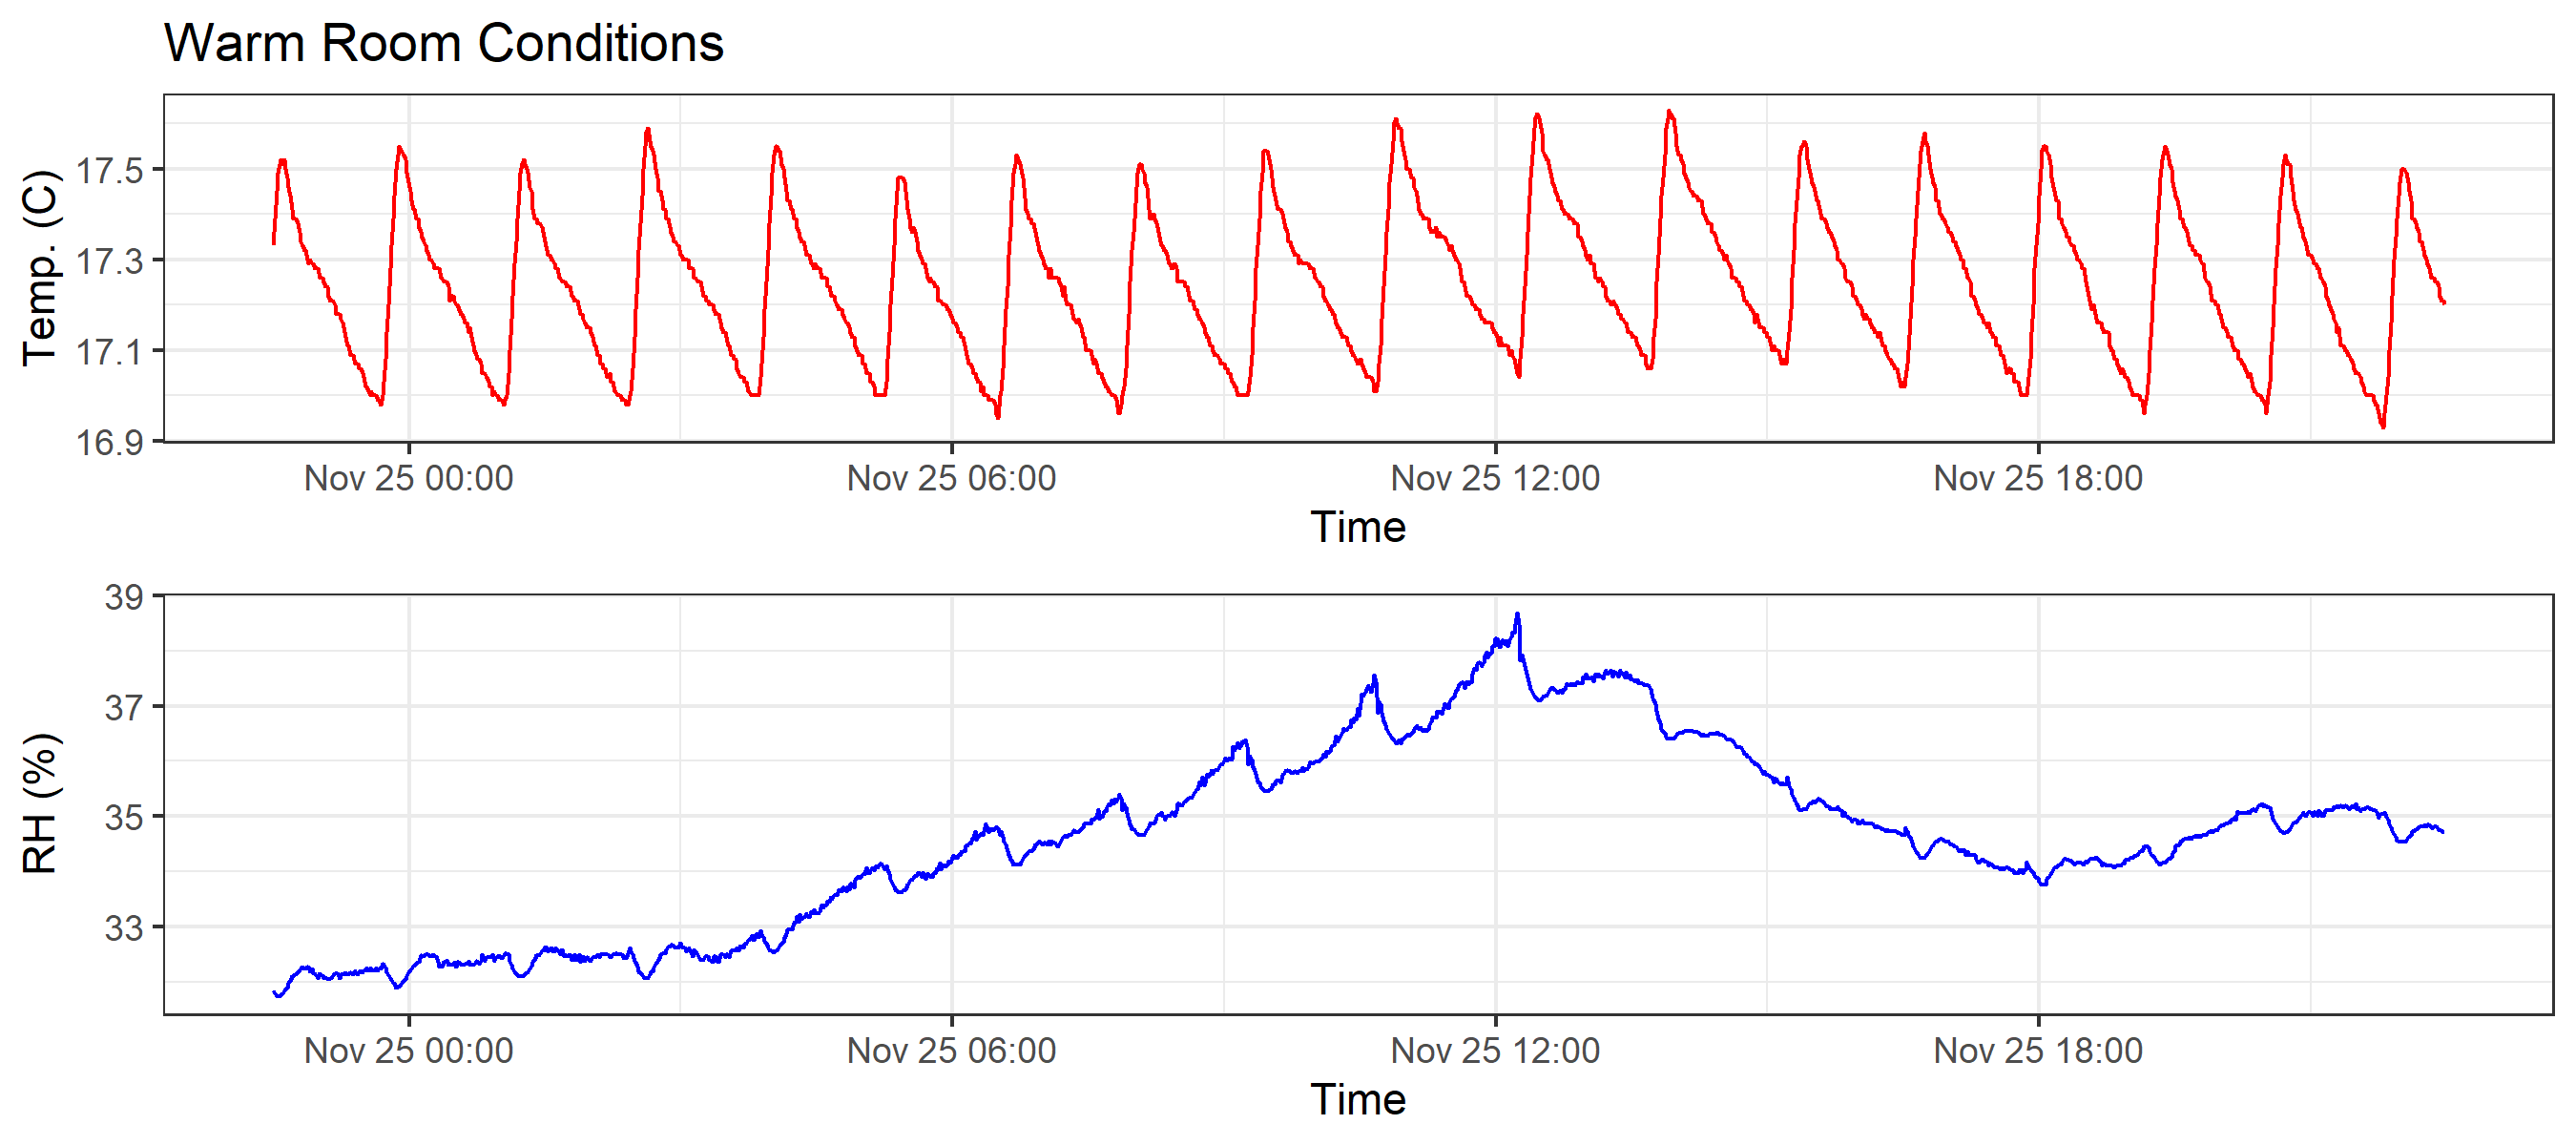 Warm Room Conditions
Temp. (C)
17.5
17.3
17.1
16.9
Nov 25 00:00 Nov 25 06:00 Nov 25 12:00 Nov 25 18:00
Time
RH (%)
39
37
35
33
Nov 25 00:00 Nov 25 06:00 Nov 25 12:00 Nov 25 18:00
Time